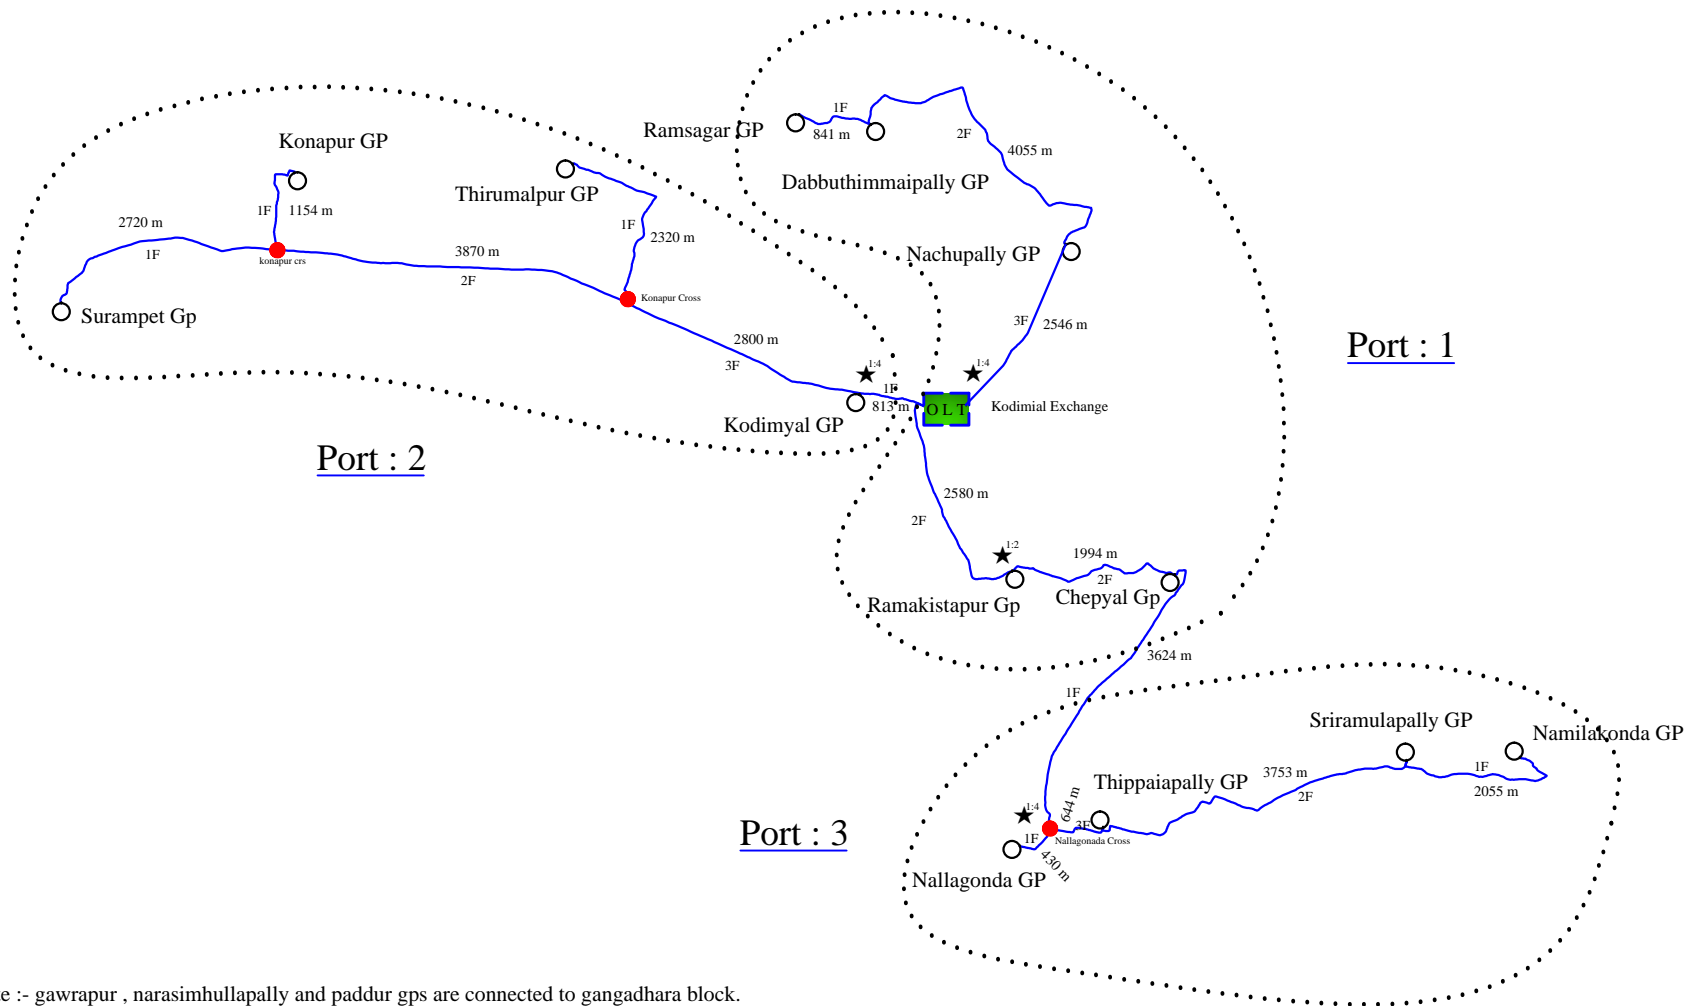 1F
Ramsagar GP
841 m
2F
4055 m
Konapur GP
Dabbuthimmaipally GP
Thirumalpur GP
1F
1154 m
2720 m
1F
1F
2320 m
3870 m
2F
konapur crs
Nachupally GP
Surampet Gp
Konapur Cross
3F
2546 m
2800 m
3F
Port : 1
1:4
1:4
1F
813 m
O L T
Kodimial Exchange
Kodimyal GP
Port : 2
2580 m
2F
1:2
1994 m
2F
Ramakistapur Gp
Chepyal Gp
3624 m
1F
Sriramulapally GP
Namilakonda GP
Thippaiapally GP
3753 m
2F
1F
2055 m
1:4
644 m
3F
1F
Nallagonada Cross
430 m
Port : 3
Nallagonda GP
te :- gawrapur , narasimhullapally and paddur gps are connected to gangadhara block.